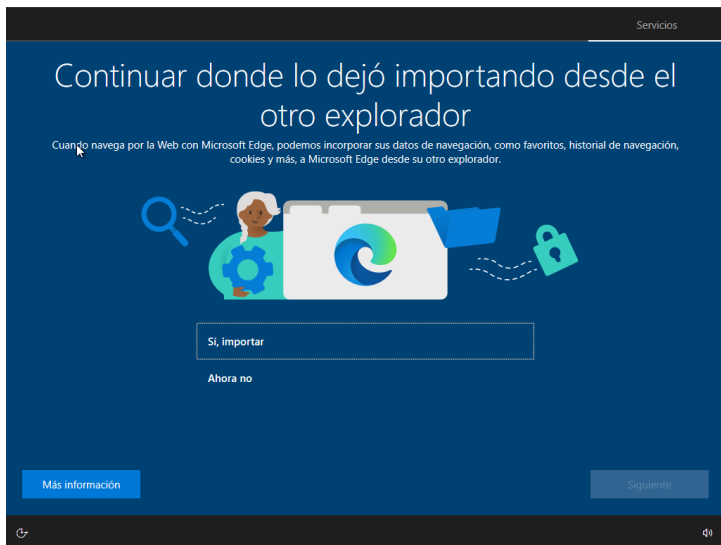 Servicios
Continuar donde lo dejó importando desde el
otro explorador
Cuando navega por la Web con Microsoft Edge, podemos incorporar sus datos de navegación, como favoritos, historial de navegación,
cookies y más, a Microsoft Edge desde su otro explorador.
Sí, importar
Ahora no
Más información
Siguiente